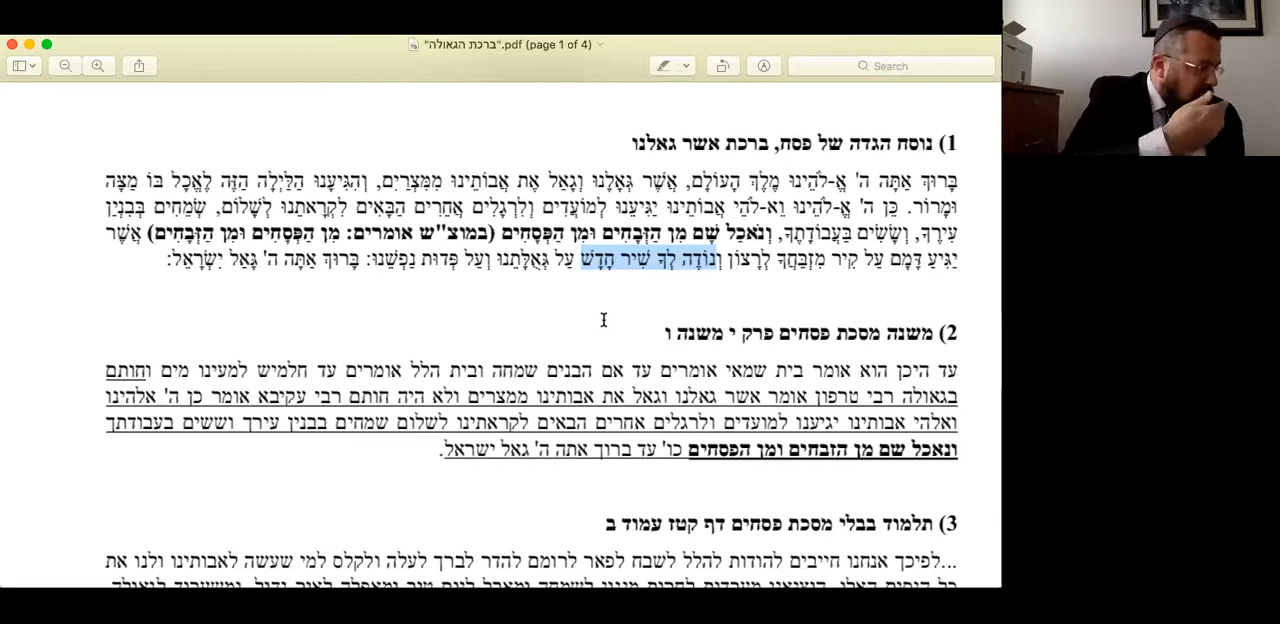 "ברכת הגאולה".pdf (page 1 of 4)
Search
1) נוסח הגדה של פסח, ברכת אשר גאלנו
בָּרוּךְ אַתָּה ה' אֱ-לֹהֵינוּ מֶלֶךְ הָעוֹלָם, אֲשֶׁר גְּאָלָנוּ וְגָאַל אֶת אֲבוֹתֵינוּ מִמִּצְרַיִם, וְהִגִּיעָנוּ הַלַּיְלָה הַזֶּה לֶאֱכָל בּוֹ מַצָּה
וּמָרוֹר. כֵּן ה' אֱ-לֹהֵינוּ וֵא-לֹהֵי אֲבוֹתֵינוּ יַגִּיעֵנוּ לְמוֹעֲדִים וְלִרְגָלִים אֲחֵרִים הַבָּאִים לִקְרָאתֵנוּ לְשָׁלוֹם, שְׂמֵחִים בְּבִנְיַן
עִירֶךָ, וְשָׂשִׂים בַּעֲבוֹדָתֶךָ, וְנֹאכַל שָׁם מִן הַזְּבָחִים וּמִן הַפְּסָחִים (במוצ"ש אומרים: מִן הַפְּסָחִים וּמִן הַזְּבָחִים) אֲשֶׁר
יַגִּיעַ דָּמָם עַל קִיר מִזְבַּחֲךָ לְרָצוֹן וְנוֹדֶה לְךָ שִׁיר חָדָשׁ עַל גְּאֻלָּתֵנוּ וְעַל פְּדוּת נַפְשֵׁנוּ: בָּרוּךְ אַתָּה ה' גָּאַל יִשְׂרָאֵל:
2) משנה מסכת פסחים פרק י משנה ו
עד היכן הוא אומר בית שמאי אומרים עד אם הבנים שמחה ובית הלל אומרים עד חלמיש למעינו מים וחותם
בגאולה רבי טרפון אומר אשר גאלנו וגאל את אבותינו ממצרים ולא היה חותם רבי עקיבא אומר כן ה' אלהינו
ואלהי אבותינו יגיענו למועדים ולרגלים אחרים הבאים לקראתינו לשלום שמחים בבנין עירך וששים בעבודתך
ונאכל שם מן הזבחים ומן הפסחים כו' עד ברוך אתה ה' גאל ישראל.
3) תלמוד בבלי מסכת פסחים דף קטז עמוד ב
...לפיכך אנחנו חייבים להודות להלל לשבח לפאר לרומם להדר לברך לעלה ולקלס למי שעשה לאבותינו ולנו את